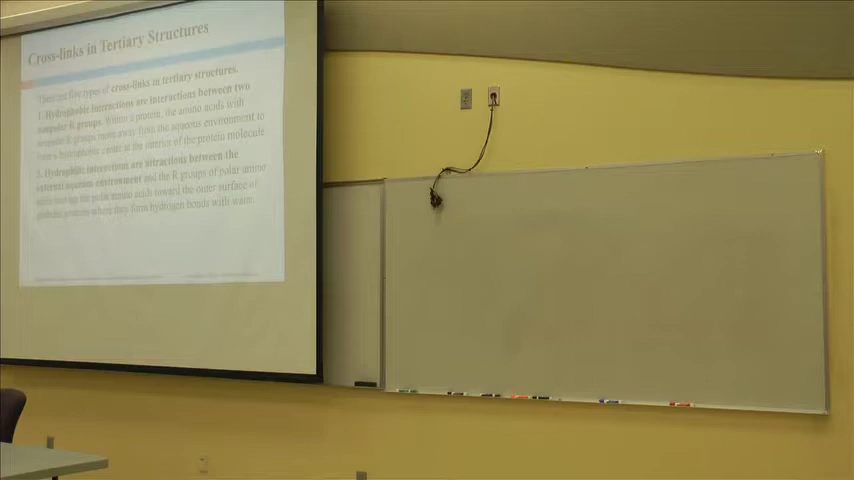 Cross-links in Tertiary Structures
There are five types of cross-links in tertiary structures.
1. Hydrophobic interactions are interactions between two
nonpolar R groups. Within a protein, the amino acids with
nonpolar R groups move away from the aqueous environment to
form a hydrophobic center at the interior of the protein molecule
2. Hydrophilic interactions are attractions between the
external aqueous environment and the R groups of polar amino
acids the polar amino acids toward the outer surface of
globular proteins where they form hydrogen bonds with water.